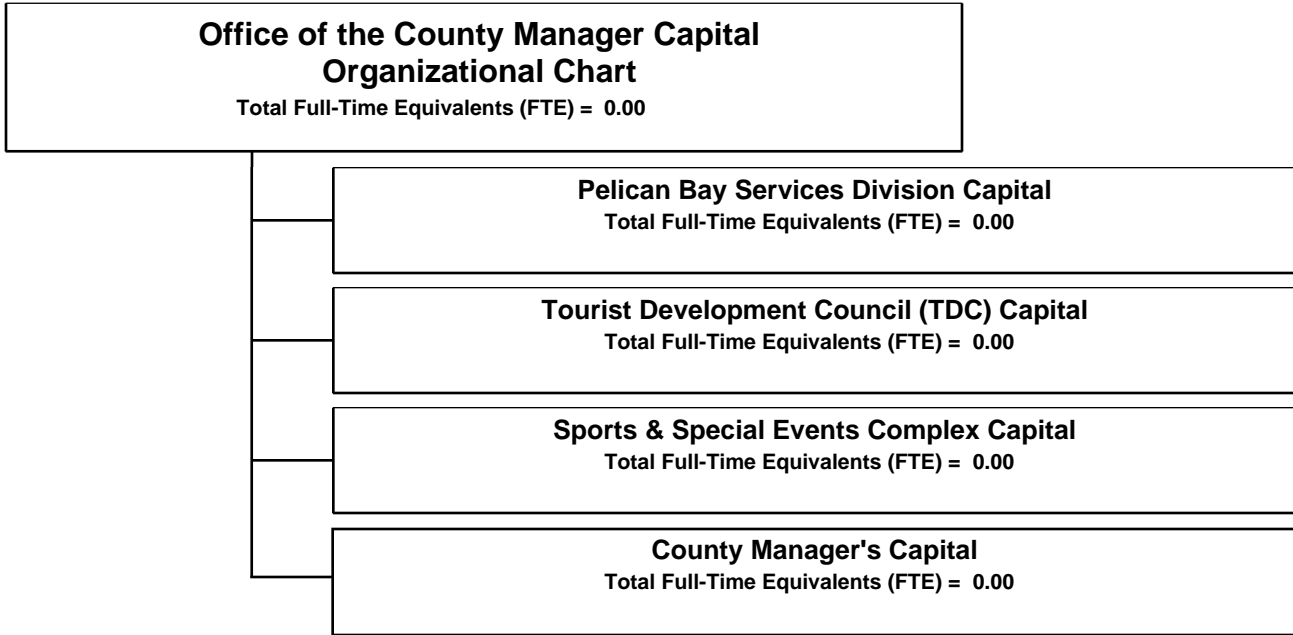 Office of the County Manager Capital
Organizational Chart
Total Full-Time Equivalents (FTE) = 0.00
Pelican Bay Services Division Capital
Total Full-Time Equivalents (FTE) = 0.00
Tourist Development Council (TDC) Capital
Total Full-Time Equivalents (FTE) = 0.00
Sports & Special Events Complex Capital
Total Full-Time Equivalents (FTE) = 0.00
County Manager's Capital
Total Full-Time Equivalents (FTE) = 0.00